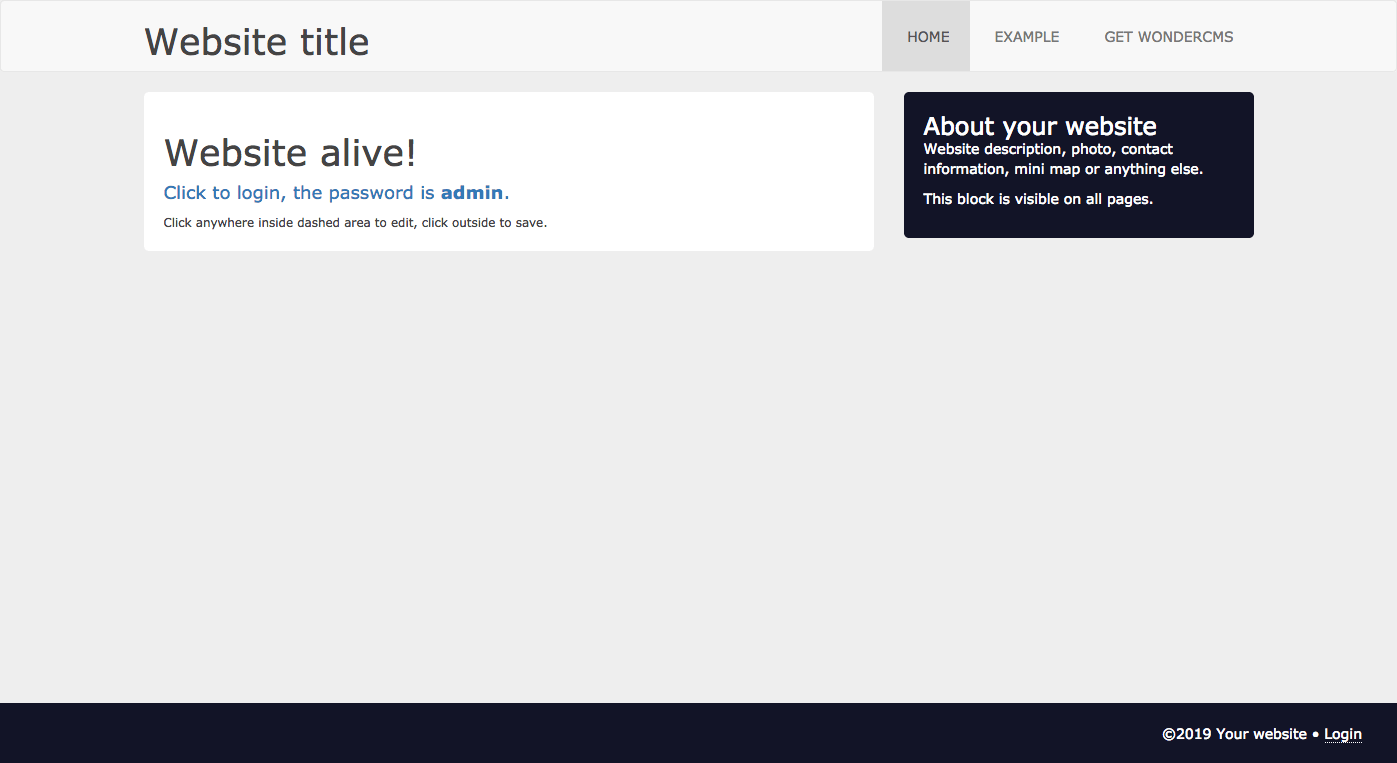 Website title
HOME
EXAMPLE
GET WONDERCMS
Website alive!
Click to login, the password is admin.
Click anywhere inside dashed area to edit, click outside to save.
About your website
Website description, photo, contact
information, mini map or anything else.
This block is visible on all pages.
©2019 Your website • Login